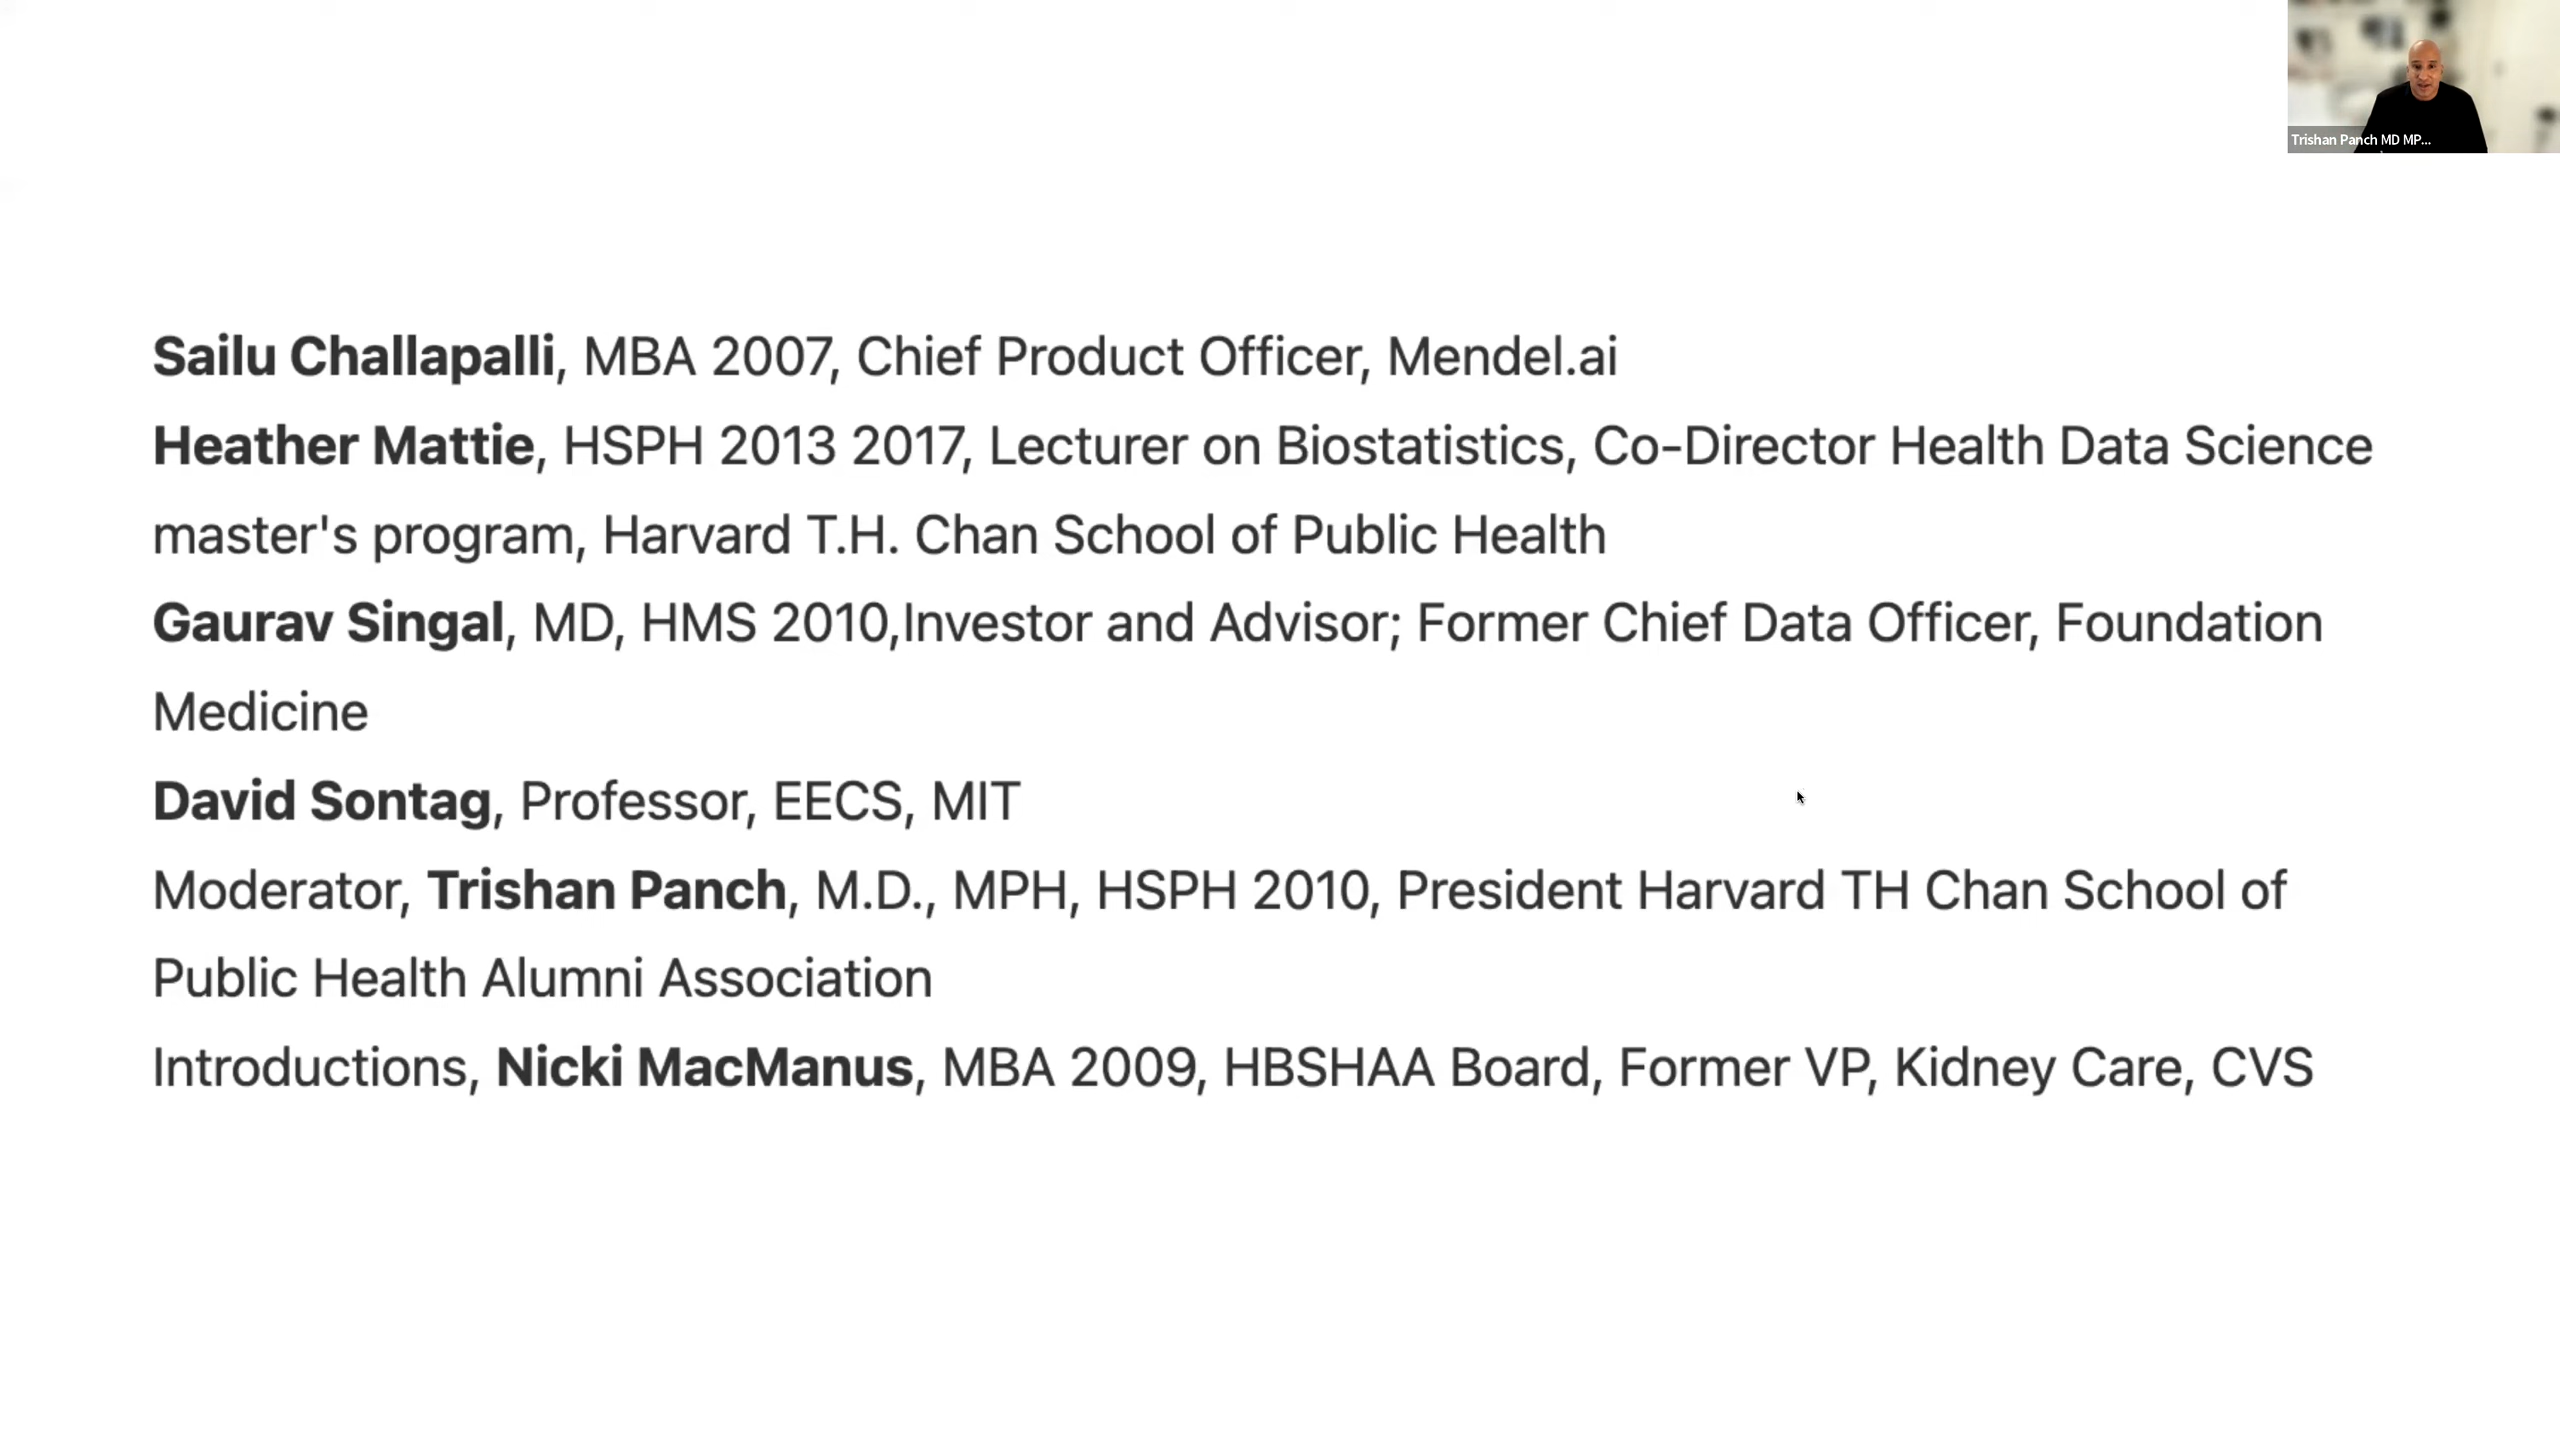 Trishan Panch MD MP...
Sailu Challapalli, MBA 2007, Chief Product Officer, Mendel.ai
Heather Mattie, HSPH 2013 2017, Lecturer on Biostatistics, Co-Director Health Data Science
master's program, Harvard T.H. Chan School of Public Health
Gaurav Singal, MD, HMS 2010,Investor and Advisor; Former Chief Data Officer, Foundation
Medicine
David Sontag, Professor, EECS, MIT
Moderator, Trishan Panch, M.D., MPH, HSPH 2010, President Harvard TH Chan School of
Public Health Alumni Association
Introductions, Nicki MacManus, MBA 2009, HBSHAA Board, Former VP, Kidney Care, CVS